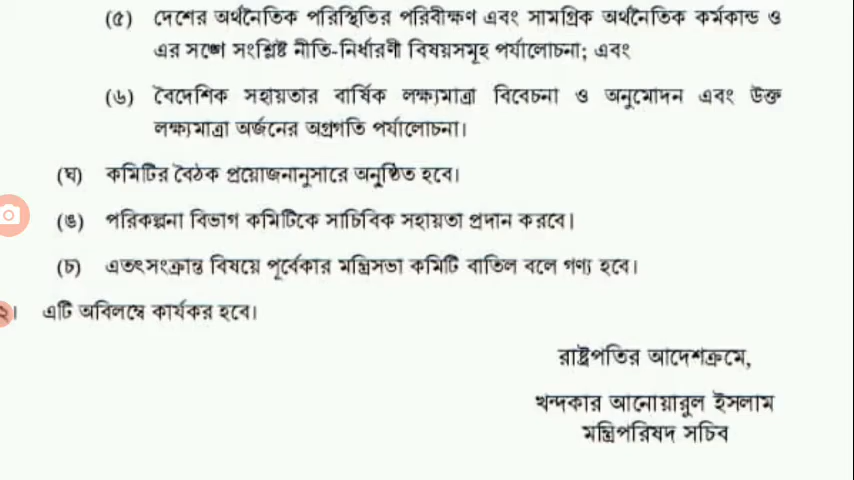 (৫) দেশের অর্থনৈতিক পরিস্থিতির পরিবীক্ষণ এবং সামগ্রিক অর্থনৈতিক কর্মকান্ড ও
এর সঙ্গে সংশ্লিষ্ট নীতি-নির্ধারণী বিষয়সমূহ পর্যালোচনা; এবং
(৬) বৈদেশিক সহায়তার বার্ষিক লক্ষ্যমাত্রা বিবেচনা ও অনুমোদন এবং উক্ত
লক্ষ্যমাত্রা অর্জনের অগ্রগতি পর্যালোচনা।
(ঘ) কমিটির বৈঠক প্রয়োজনানুসারে অনুষ্ঠিত হবে।
(ঙ) পরিকল্পনা বিভাগ কমিটিকে সাচিবিক সহায়তা প্রদান করবে।
(চ) এতৎসংক্রান্ত বিষয়ে পূর্বেকার মন্ত্রিসভা কমিটি বাতিল বলে গণ্য হবে।
২। এটি অবিলম্বে কার্যকর হবে।
রাষ্ট্রপতির আদেশক্রমে,
খন্দকার আনোয়ারুল ইসলাম
মন্ত্রিপরিষদ সচিব